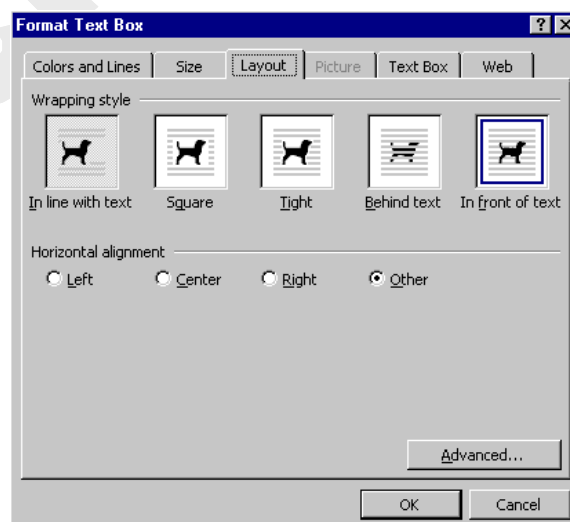 Format Text Box
Colors and Lines Size Layout Picture Text Box Web
Wrapping style
In line with text Square Tight Behind text In front of text
Horizontal alignment
Left Center Right Other
Advanced...
OK Cancel